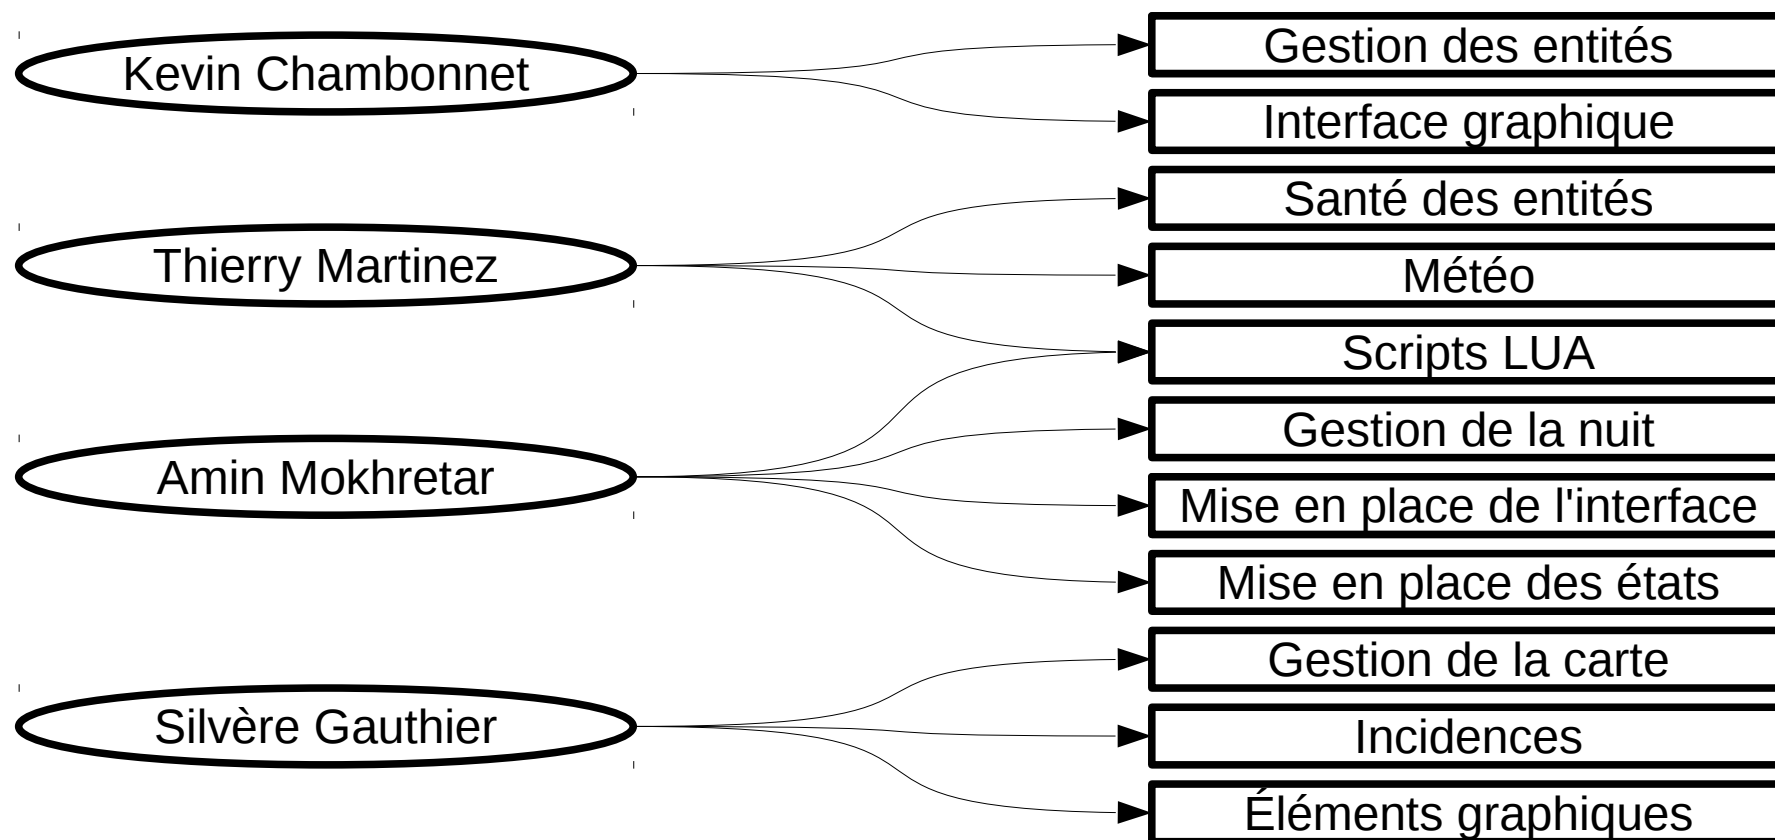 Kevin Chambonnet
Gestion des entités
Interface graphique
Thierry Martinez
Santé des entités
Météo
Scripts LUA
Amin Mokhretar
Gestion de la nuit
Mise en place de l'interface
Mise en place des états
Silvère Gauthier
Gestion de la carte
Incidences
Éléments graphiques